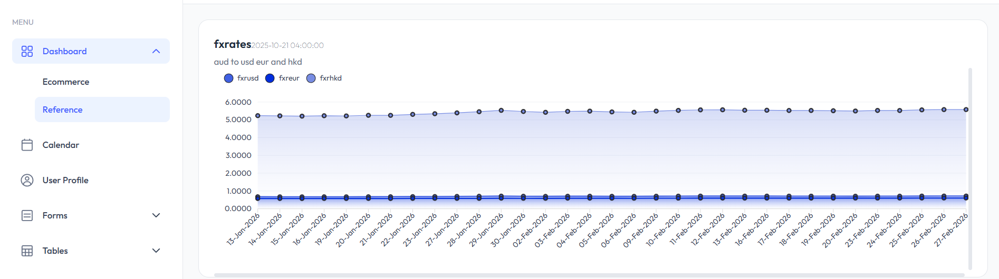 MENU
Dashboard
Ecommerce
Reference
Calendar
User Profile
Forms
Tables
fxrates2025-10-21 04:00:00
aud to usd eur and hkd
fxrusd fxreur fxrhkd
6.0000
5.0000
4.0000
3.0000
2.0000
1.0000
0.0000
13-Jan-2026
14-Jan-2026
15-Jan-2026
16-Jan-2026
19-Jan-2026
20-Jan-2026
21-Jan-2026
22-Jan-2026
23-Jan-2026
27-Jan-2026
28-Jan-2026
29-Jan-2026
30-Jan-2026
02-Feb-2026
03-Feb-2026
04-Feb-2026
05-Feb-2026
06-Feb-2026
09-Feb-2026
10-Feb-2026
11-Feb-2026
12-Feb-2026
13-Feb-2026
16-Feb-2026
17-Feb-2026
18-Feb-2026
19-Feb-2026
20-Feb-2026
23-Feb-2026
24-Feb-2026
25-Feb-2026
26-Feb-2026
27-Feb-2026